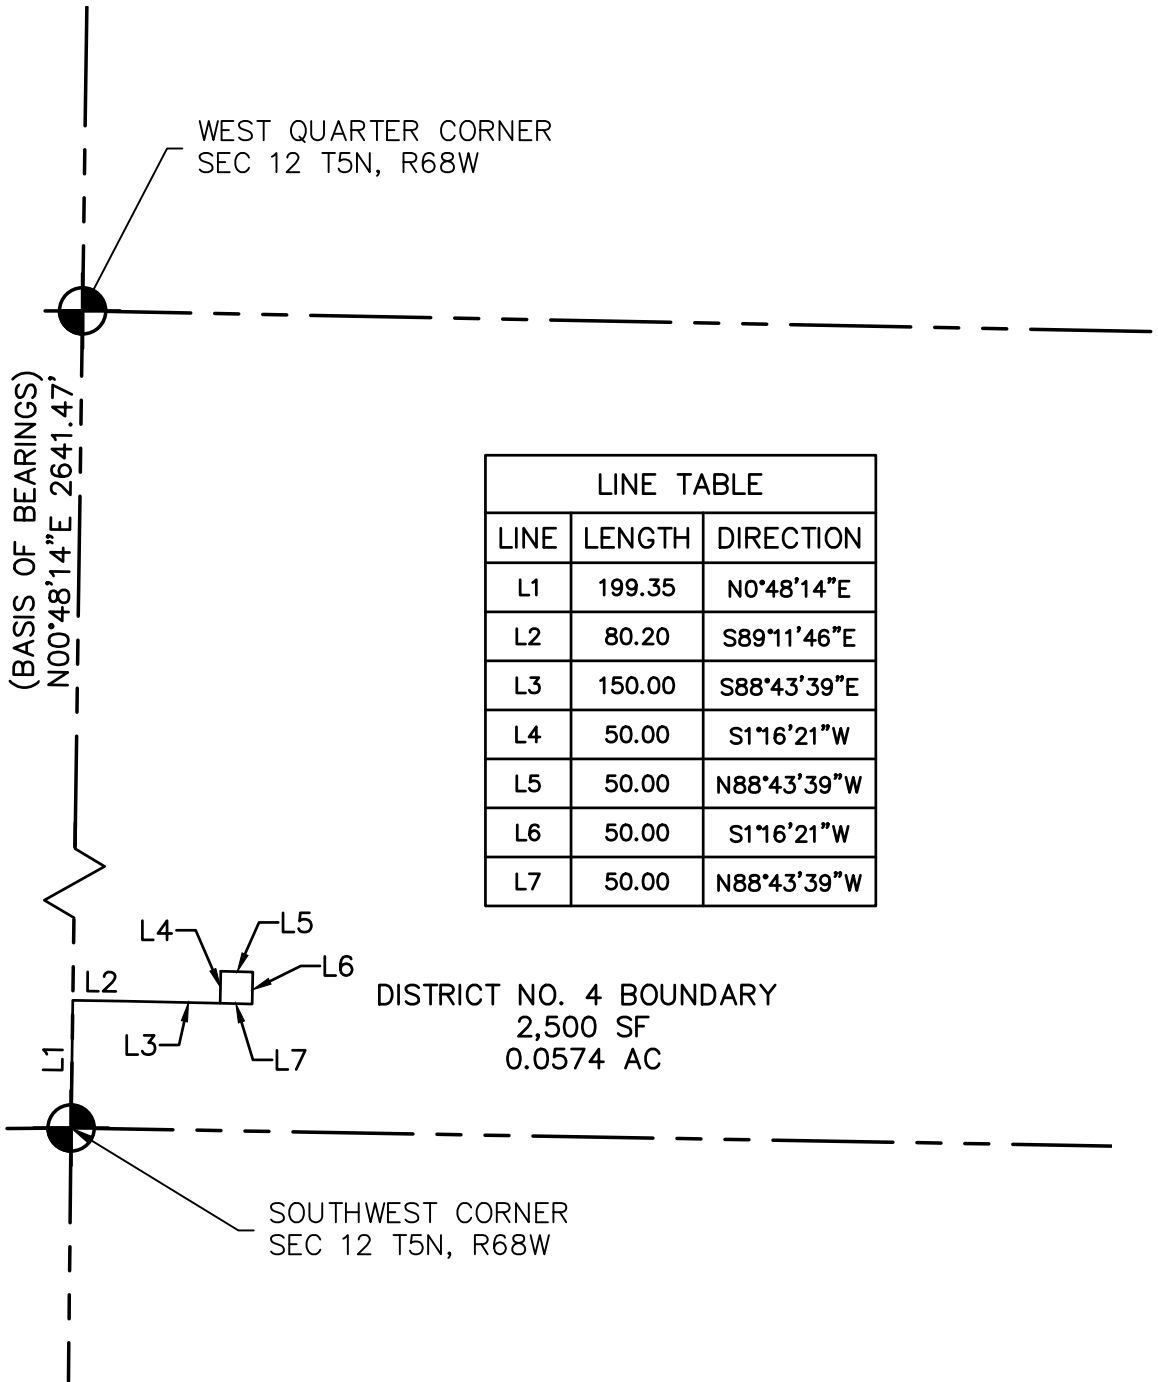 WEST QUARTER CORNER
SEC 12 T5N, R68W
(BASIS OF BEARINGS)
N00°48'14"E 2641.47'
LINE TABLE
LINE LENGTH DIRECTION
L1 199.35 N0°48'14"E
L2 80.20 S89°11'46"E
L3 150.00 S88°43'39"E
L4 50.00 S1°16'21"W
L5 50.00 N88°43'39"W
L6 50.00 S1°16'21"W
L7 50.00 N88°43'39"W
L4
L5
L6
L2
L3
L7
L1
DISTRICT NO. 4 BOUNDARY
2,500 SF
0.0574 AC
SOUTHWEST CORNER
SEC 12 T5N, R68W